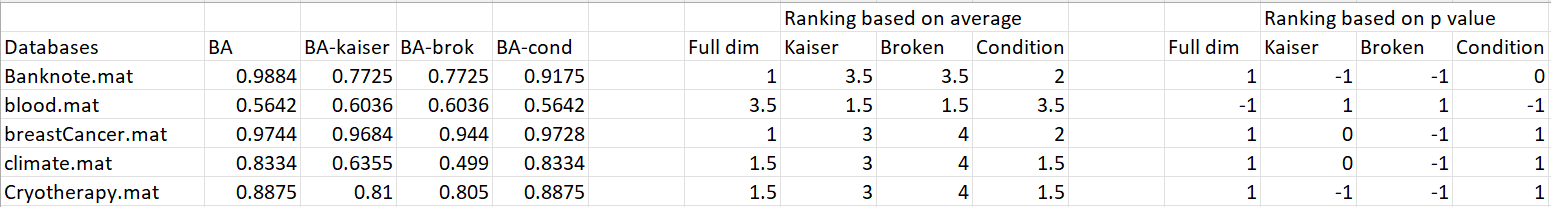 Ranking based on average Ranking based on p value
Databases BA BA-kaiser BA-brok BA-cond Full dim Kaiser Broken Condition Full dim Kaiser Broken Condition
Banknote.mat 0.9884 0.7725 0.7725 0.9175 1 3.5 3.5 2 1 -1 -1 0
blood.mat 0.5642 0.6036 0.6036 0.5642 3.5 1.5 1.5 3.5 -1 1 1 -1
breastCancer.mat 0.9744 0.9684 0.944 0.9728 1 3 4 2 1 0 -1 1
climate.mat 0.8334 0.6355 0.499 0.8334 1.5 3 4 1.5 1 0 -1 1
Cryotherapy.mat 0.8875 0.81 0.805 0.8875 1.5 3 4 1.5 1 -1 -1 1